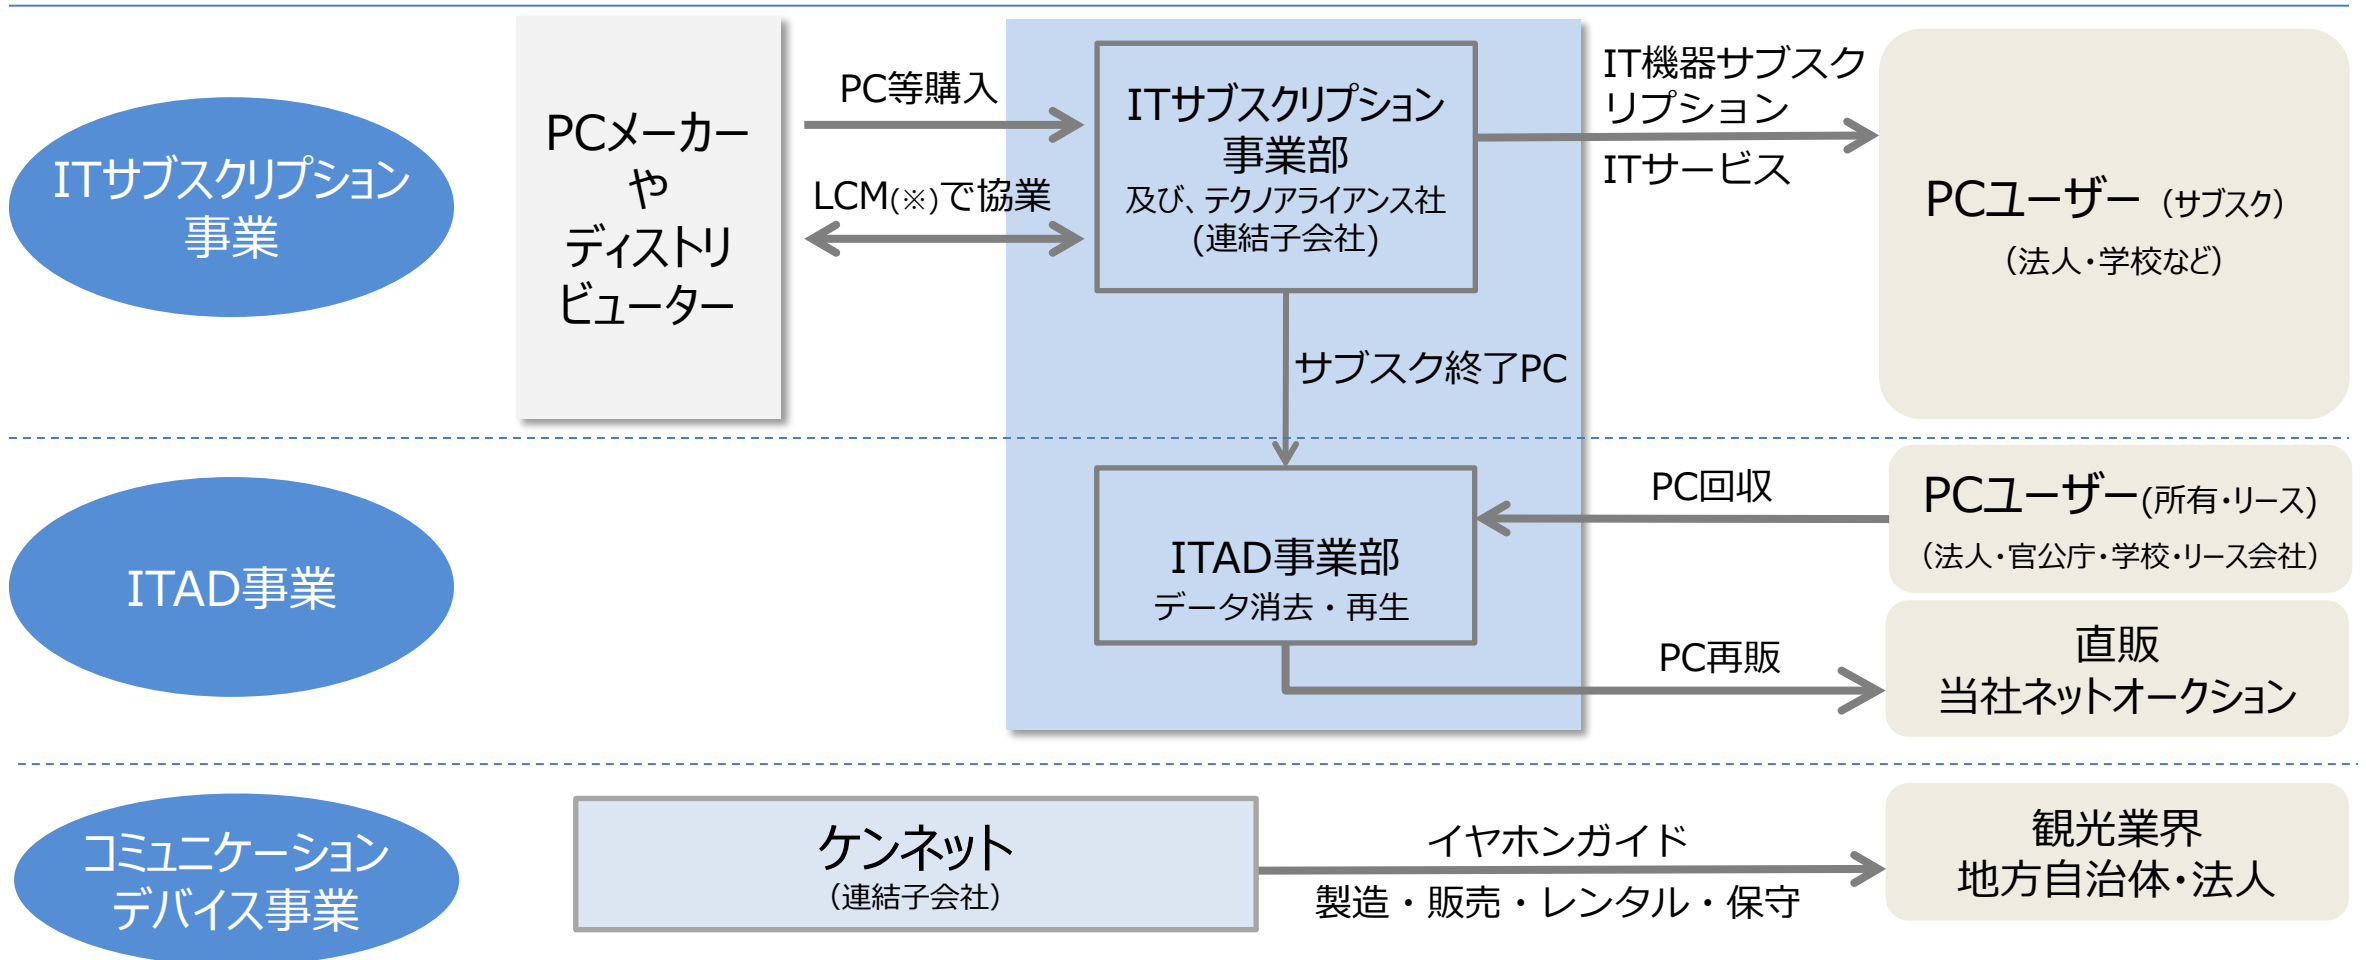 ITサブスクリプション
事業
PCメーカー
や
ディストリ
ビューター
PC等購入
LCM(※)で協業
ITサブスクリプション
事業部
及び、テクノアライアンス社
(連結子会社)
IT機器サブスク
リプション
ITサービス
PCユーザー（サブスク）
（法人・学校など）
サブスク終了PC
ITAD事業
ITAD事業部
データ消去・再生
PC回収
PCユーザー(所有・リース)
（法人・官公庁・学校・リース会社）
PC再販
直販
当社ネットオークション
コミュニケーション
デバイス事業
ケンネット
（連結子会社）
イヤホンガイド
製造・販売・レンタル・保守
観光業界
地方自治体・法人